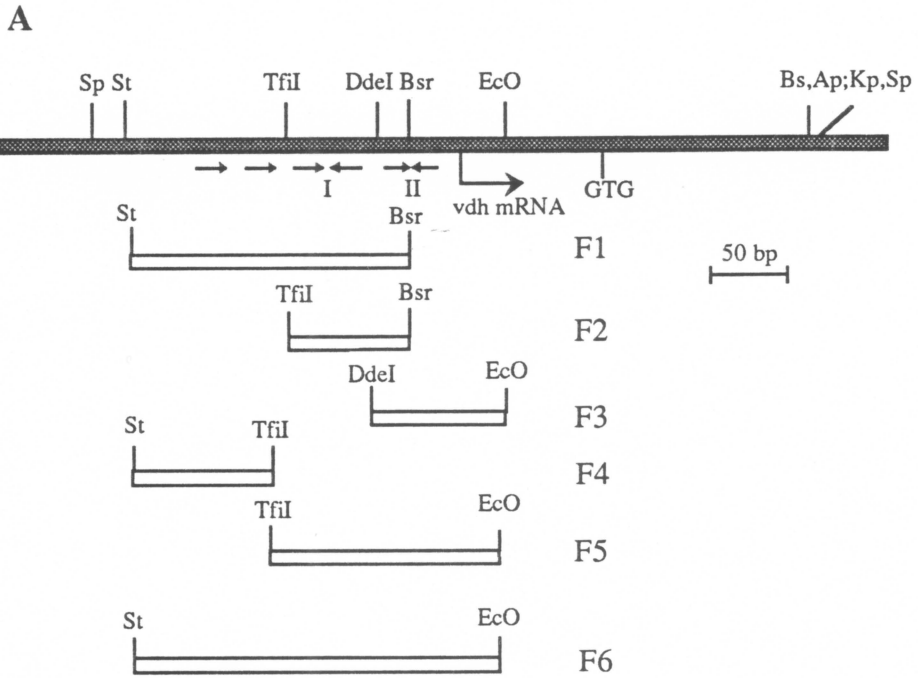 A
Sp St TfiI DdeI Bsr EcO Bs,Ap;Kp,Sp
I II GTG
vdh mRNA
St Bsr F1 50 bp
TfiI Bsr F2
DdeI EcO F3
St TfiI F4
TfiI EcO F5
St EcO F6